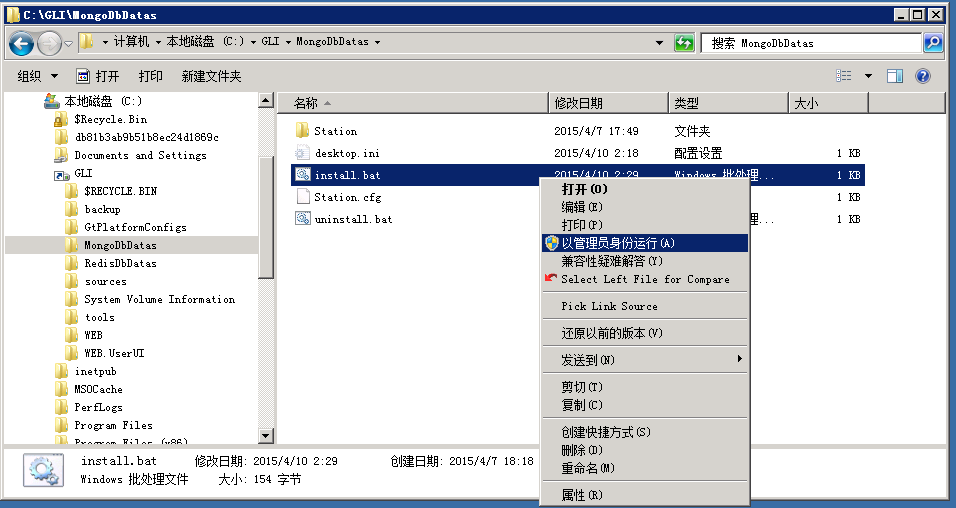 C:\GLI\MongoDbDatas
计算机 本地磁盘 (C:) GLI MongoDbDatas
搜索 MongoDbDatas
组织 打开 打印 新建文件夹
本地磁盘 (C:)
$Recycle.Bin
db81b3ab9b51b8ec24d1869c
Documents and Settings
GLI
$RECYCLE.BIN
backup
GtPlatformConfigs
MongoDbDatas
RedisDbDatas
sources
System Volume Information
tools
WEB
WEB.UserUI
inetpub
MSOCache
PerfLogs
Program Files
Program Files (x86)
名称 修改日期 类型 大小
Station 2015/4/7 17:49 文件夹
desktop.ini 2015/4/10 2:18 配置设置 1 KB
install.bat 2015/4/10 2:29 Windows 批处理... 1 KB
Station.cfg 1 KB
uninstall.bat 理... 1 KB
打开(O)
编辑(E)
打印(P)
以管理员身份运行(A)
兼容性疑难解答(Y)
Select Left File for Compare
Pick Link Source
还原以前的版本(V)
发送到(N)
剪切(T)
复制(C)
创建快捷方式(S)
删除(D)
重命名(M)
属性(R)
install.bat 修改日期: 2015/4/10 2:29 创建日期: 2015/4/7 18:18
Windows 批处理文件 大小: 154 字节